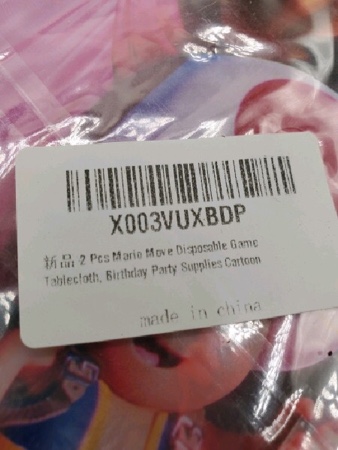 X003VUXBDP
新品 2 Pcs Mario Move Disposable Game
Tablecloth, Birthday Party Supplies Cartoon
made in china